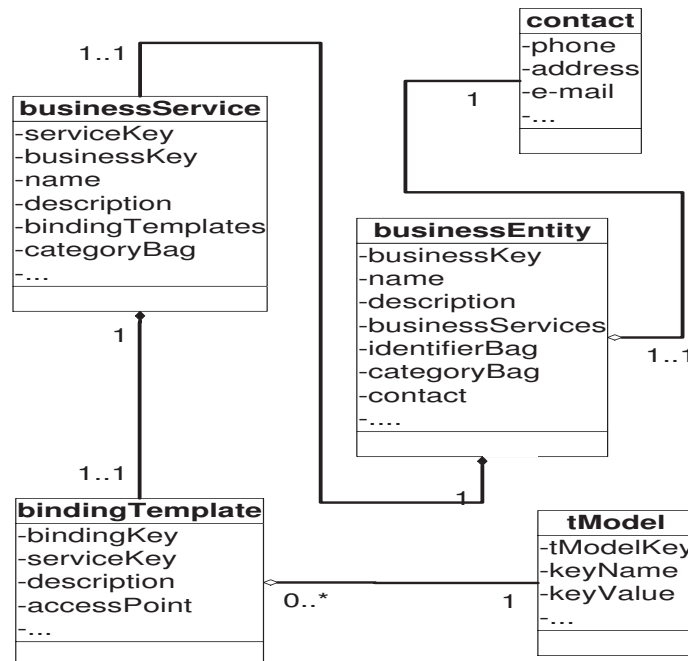 contact
-phone
-address
-e-mail
-...
1
1..1
businessService
-serviceKey
-businessKey
-name
-description
-bindingTemplates
-categoryBag
-...
1
businessEntity
-businessKey
-name
-description
-businessServices
-identifierBag
-categoryBag
-contact
-....
1..1
1
1..1
bindingTemplate
-bindingKey
-serviceKey
-description
-accessPoint
-...
0..*
1
tModel
-tModelKey
-keyName
-keyValue
-...